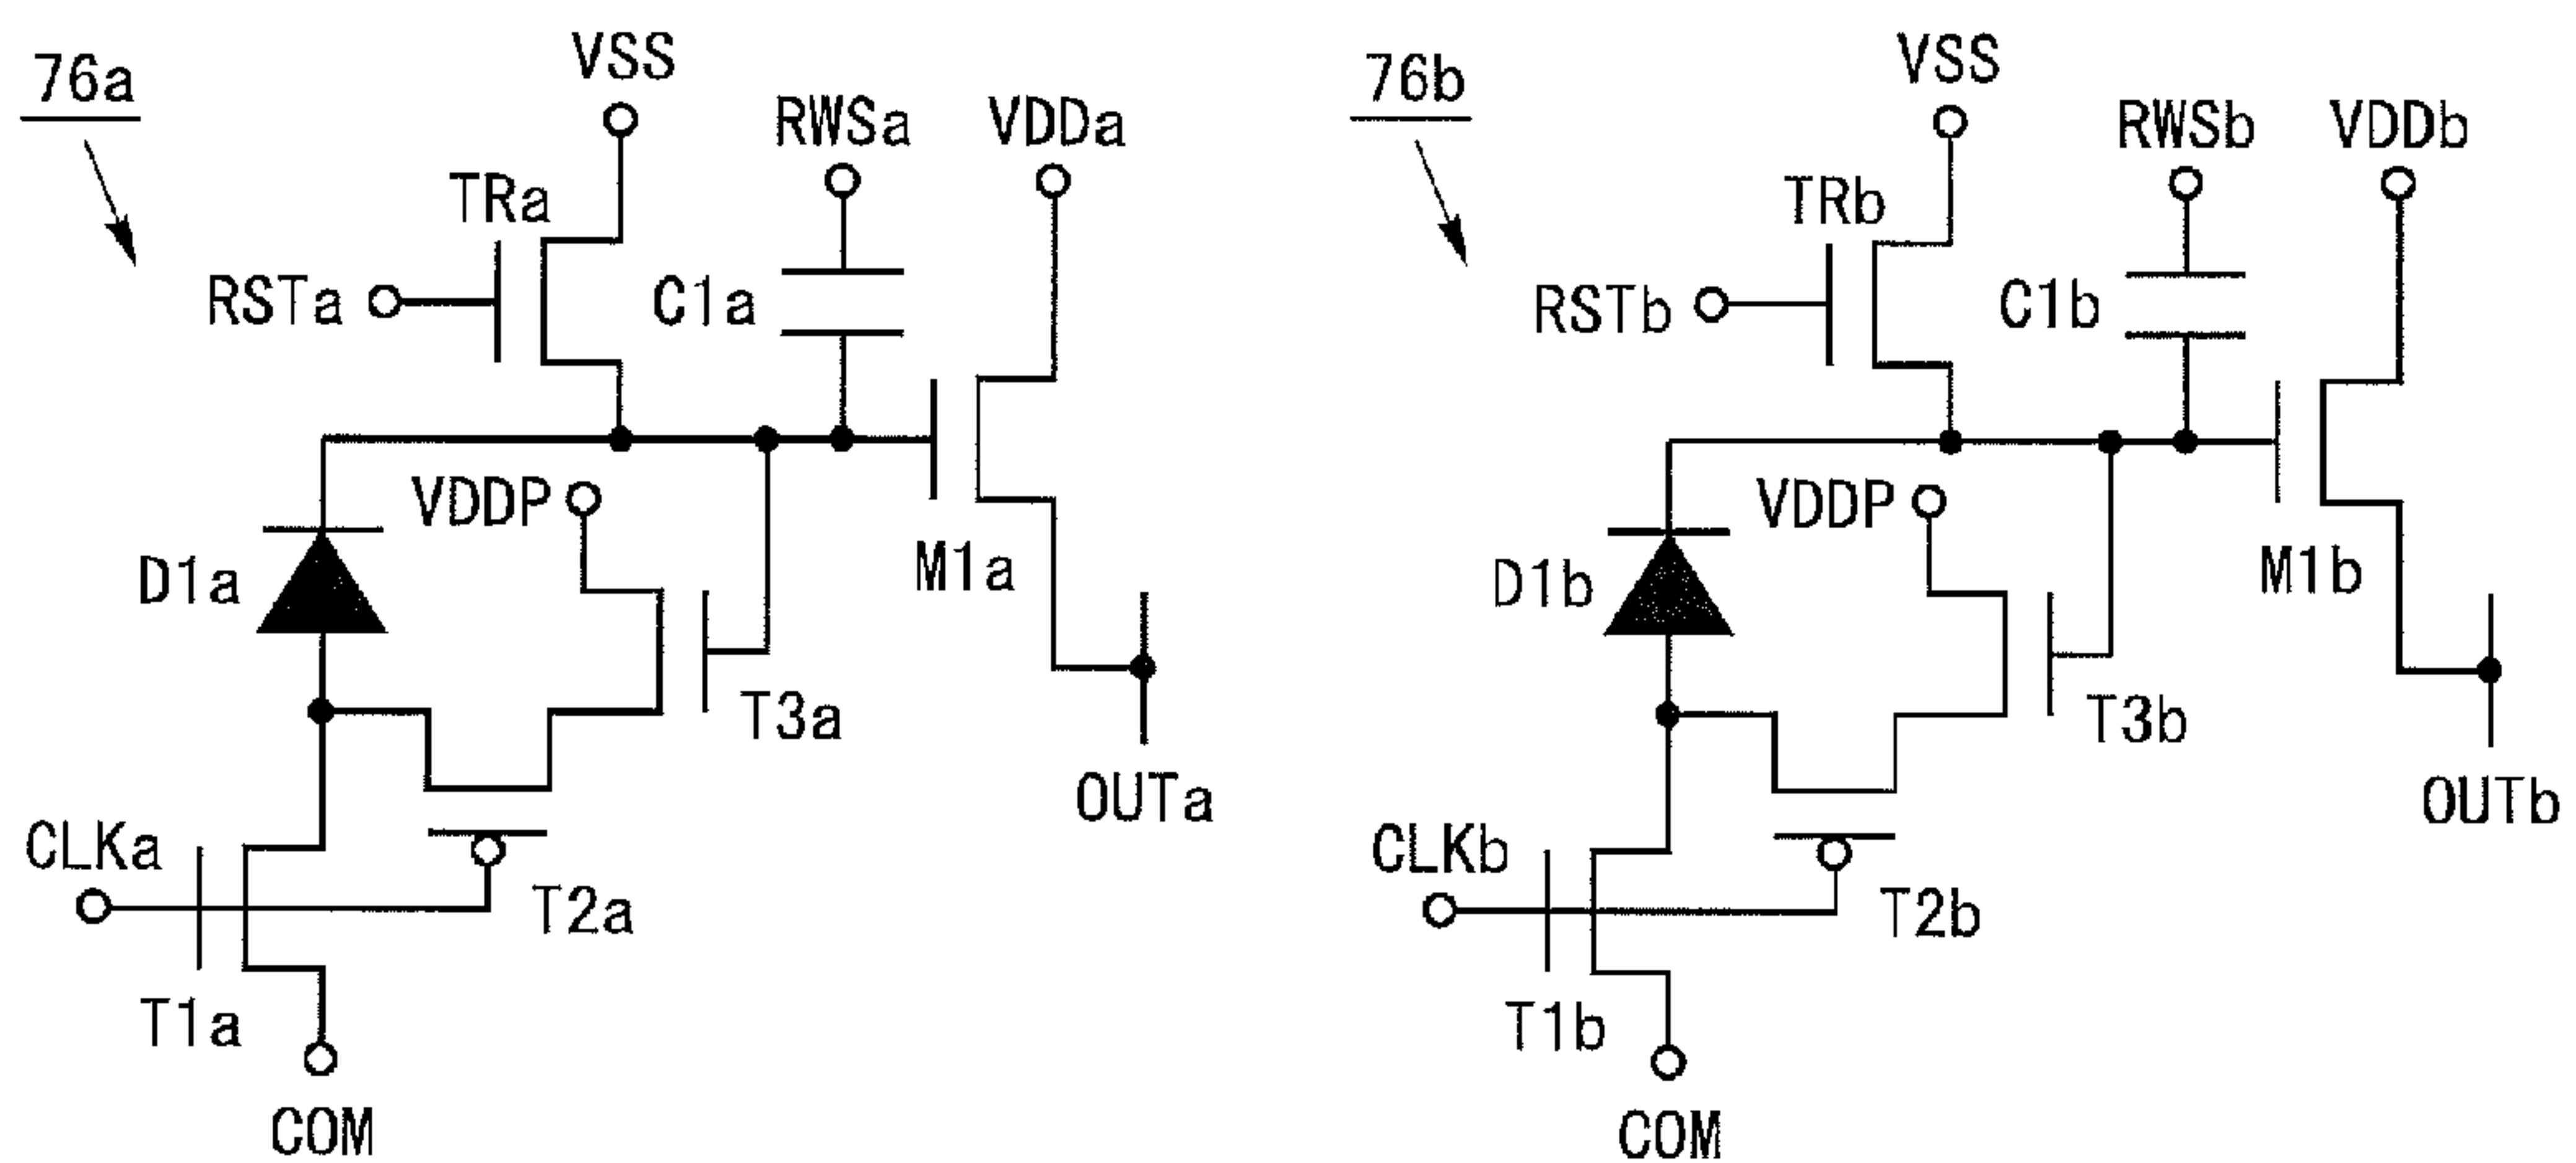 76a
VSS
RWSa
VDDa
TRa
RSTa
C1a
VDDP
D1a
M1a
T3a
OUTa
CLKa
T2a
T1a
COM
76b
VSS
RWSb
VDDb
TRb
RSTb
C1b
VDDP
D1b
M1b
T3b
OUTb
CLKb
T2b
T1b
COM